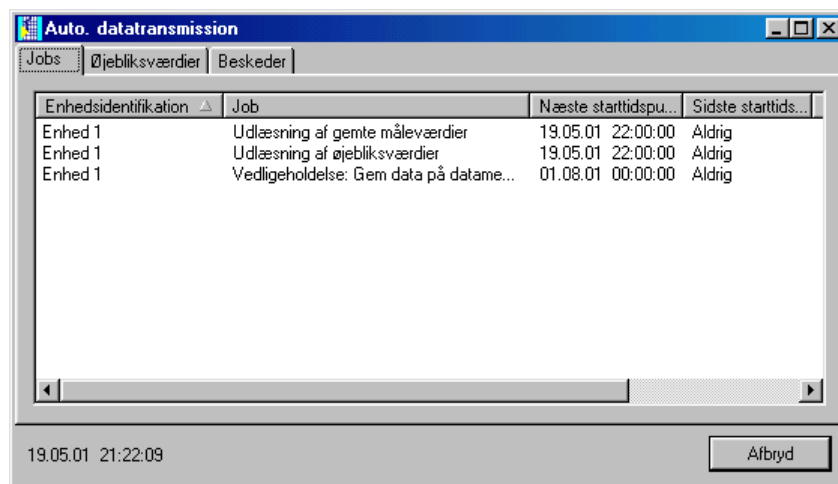 Auto. datatransmission
Jobs Øjebliksværdier Beskeder
Enhedsidentifikation Job Næste starttidspu... Sidste starttids...
Enhed 1 Udlæsning af gemte måleværdier 19.05.01 22:00:00 Aldrig
Enhed 1 Udlæsning af øjebliksværdier 19.05.01 22:00:00 Aldrig
Enhed 1 Vedligeholdelse: Gem data på datame... 01.08.01 00:00:00 Aldrig
19.05.01 21:22:09 Afbryd